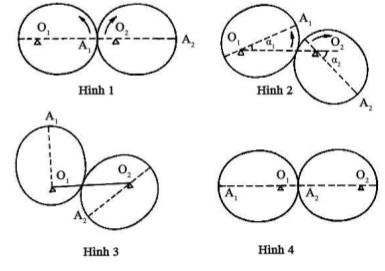 O₁ A₁ O₂ A₂
Hình 1
O₁ α₁ A₁ O₂ α₂ A₂
Hình 2
A₁ O₁ O₂ A₂
Hình 3
A₁ O₁ A₂ O₂
Hình 4